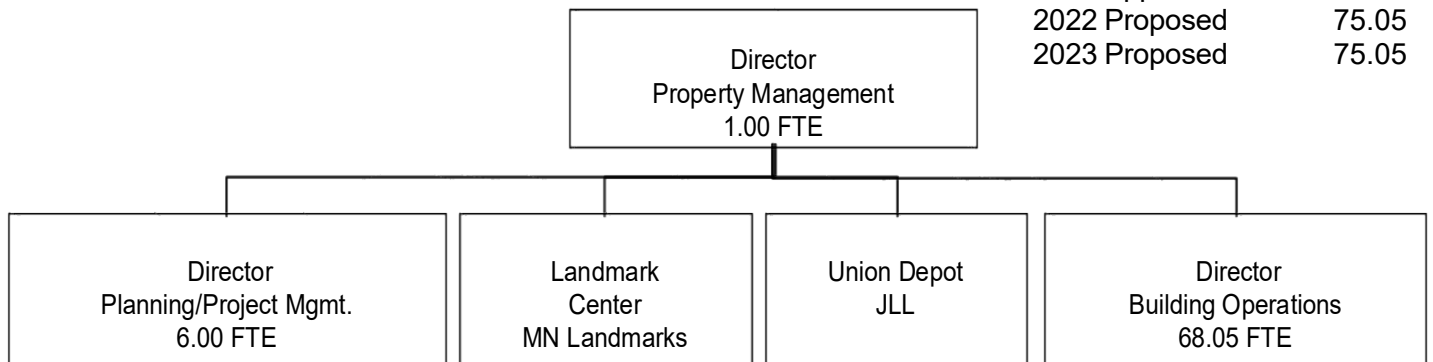 2022 Proposed 75.05
2023 Proposed 75.05
Director
Property Management
1.00 FTE
Director
Planning/Project Mgmt.
6.00 FTE
Landmark
Center
MN Landmarks
Union Depot
JLL
Director
Building Operations
68.05 FTE